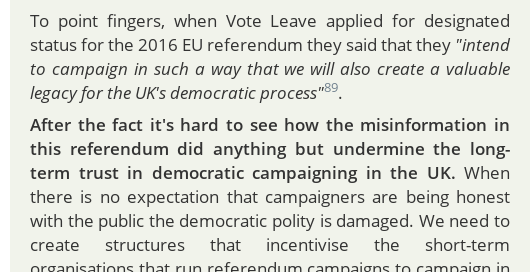 To point fingers, when Vote Leave applied for designated
status for the 2016 EU referendum they said that they "intend
to campaign in such a way that we will also create a valuable
legacy for the UK's democratic process"89.
After the fact it's hard to see how the misinformation in
this referendum did anything but undermine the long-
term trust in democratic campaigning in the UK. When
there is no expectation that campaigners are being honest
with the public the democratic polity is damaged. We need to
create structures that incentivise the short-term
organisations that run referendum campaigns to campaign in